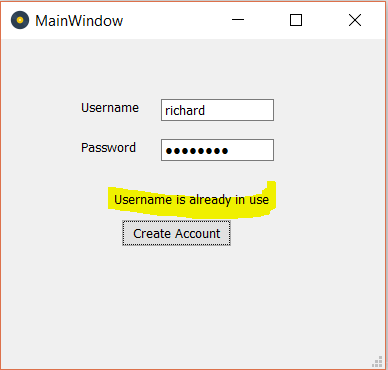 MainWindow
Username richard
Password ●●●●●●●●
Username is already in use
Create Account